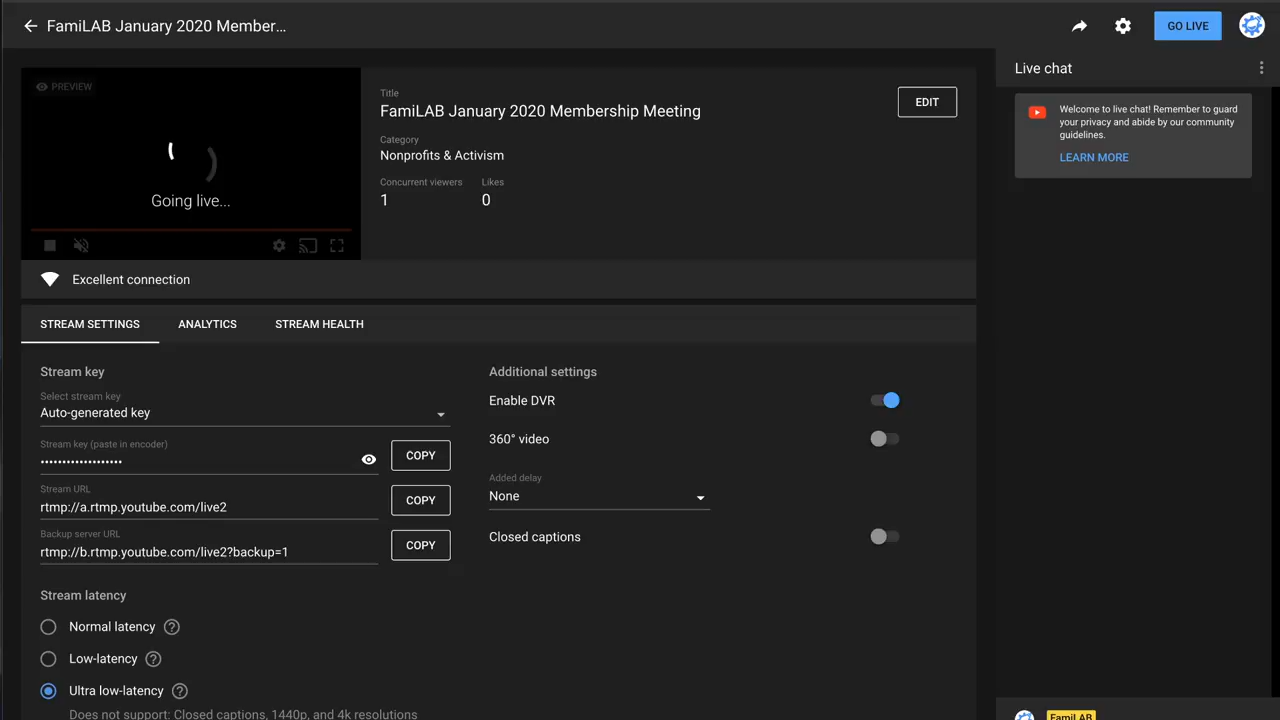 FamiLAB January 2020 Member...
GO LIVE
PREVIEW
Going live...
Title
FamiLAB January 2020 Membership Meeting
Category
Nonprofits & Activism
Concurrent viewers
Likes
1
0
EDIT
Live chat
Welcome to live chat! Remember to guard
your privacy and abide by our community
guidelines.
LEARN MORE
Excellent connection
STREAM SETTINGS
ANALYTICS
STREAM HEALTH
Stream key
Select stream key
Auto-generated key
Stream key (paste in encoder)
•••••••••••••••••••
COPY
Stream URL
rtmp://a.rtmp.youtube.com/live2
COPY
Backup server URL
rtmp://b.rtmp.youtube.com/live2?backup=1
COPY
Additional settings
Enable DVR
360° video
Added delay
None
Closed captions
Stream latency
Normal latency
Low-latency
Ultra low-latency
Does not support: Closed captions, 1440p, and 4k resolutions
FamiLAB